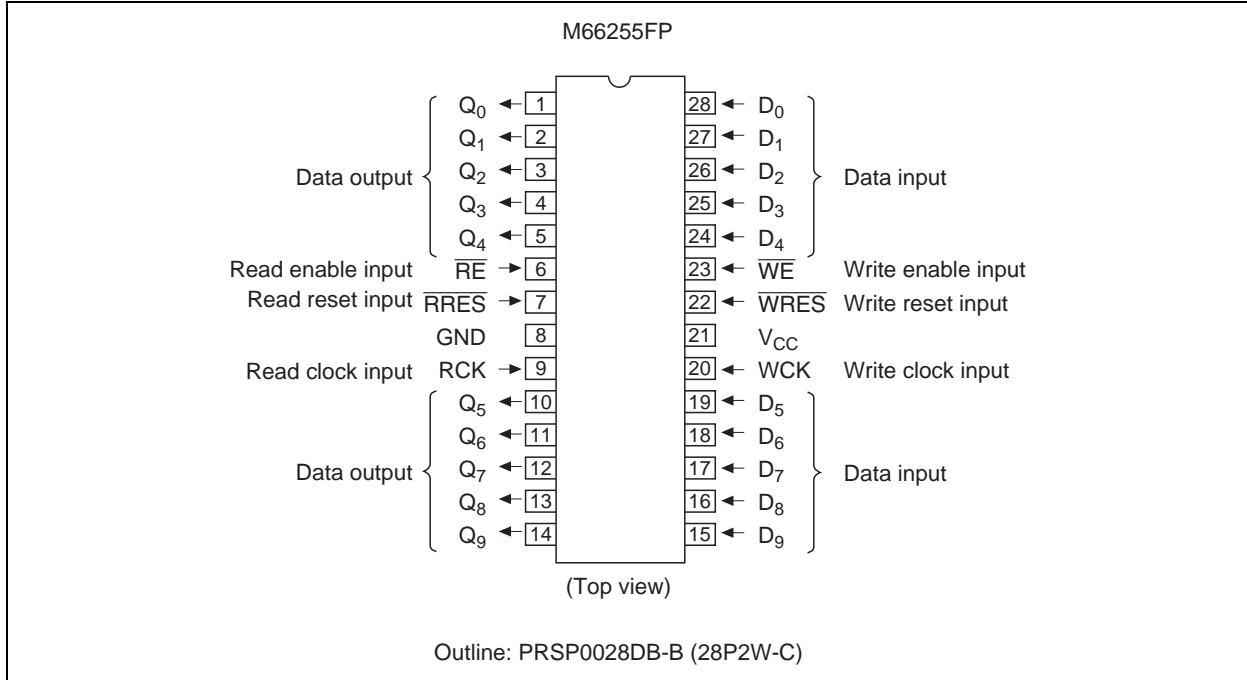 M66255FP
Q0 1 28 D0
Q1 2 27 D1
Data output Q2 3 26 D2 Data input
Q3 4 25 D3
Q4 5 24 D4
Read enable input R̅E̅ 6 23 W̅E̅ Write enable input
Read reset input R̅R̅E̅S̅ 7 22 W̅R̅E̅S̅ Write reset input
GND 8 21 VCC
Read clock input RCK 9 20 WCK Write clock input
Q5 10 19 D5
Q6 11 18 D6
Data output Q7 12 17 D7 Data input
Q8 13 16 D8
Q9 14 15 D9
(Top view)
Outline: PRSP0028DB-B (28P2W-C)